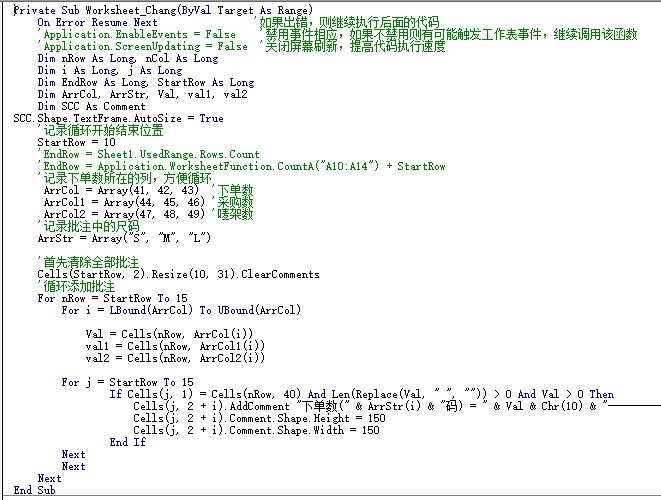 Private Sub Worksheet_Chang(ByVal Target As Range)
On Error Resume Next '如果出错，则继续执行后面的代码
'Application.EnableEvents = False '禁用事件相应，如果不禁用则有可能触发工作表事件，继续调用该函数
'Application.ScreenUpdating = False '关闭屏幕刷新，提高代码执行速度
Dim nRow As Long, nCol As Long
Dim i As Long, j As Long
Dim EndRow As Long, StartRow As Long
Dim ArrCol, ArrStr, Val, val1, val2
Dim SCC As Comment
SCC.Shape.TextFrame.AutoSize = True
'记录循环开始结束位置
StartRow = 10
'EndRow = Sheet1.UsedRange.Rows.Count
'EndRow = Application.WorksheetFunction.CountA("A10:A14") + StartRow
'记录下单数所在的列，方便循环
ArrCol = Array(41, 42, 43) '下单数
ArrCol1 = Array(44, 45, 46) '采购数
ArrCol2 = Array(47, 48, 49) '唛架数
'记录批注中的尺码
ArrStr = Array("S", "M", "L")
'首先清除全部批注
Cells(StartRow, 2).Resize(10, 31).ClearComments
'循环添加批注
For nRow = StartRow To 15
For i = LBound(ArrCol) To UBound(ArrCol)
Val = Cells(nRow, ArrCol(i))
val1 = Cells(nRow, ArrCol1(i))
val2 = Cells(nRow, ArrCol2(i))
For j = StartRow To 15
If Cells(j, 1) = Cells(nRow, 40) And Len(Replace(Val, " ", "")) > 0 And Val > 0 Then
Cells(j, 2 + i).AddComment "下单数(" & ArrStr(i) & "码) = " & Val & Chr(10) & "————
Cells(j, 2 + i).Comment.Shape.Height = 150
Cells(j, 2 + i).Comment.Shape.Width = 150
End If
Next
Next
Next
End Sub